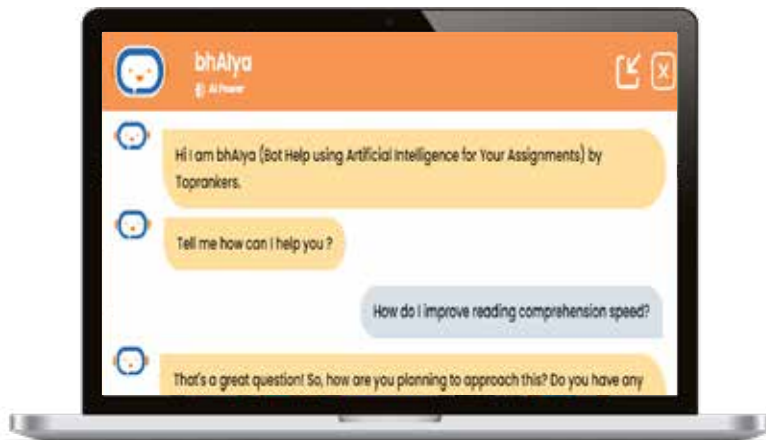 bhAIya
AI Power
Hi I am bhAIya (Bot Help using Artificial Intelligence for Your Assignments) by
Toprankers.
Tell me how can I help you ?
How do I improve reading comprehension speed?
That's a great question! So, how are you planning to approach this? Do you have any